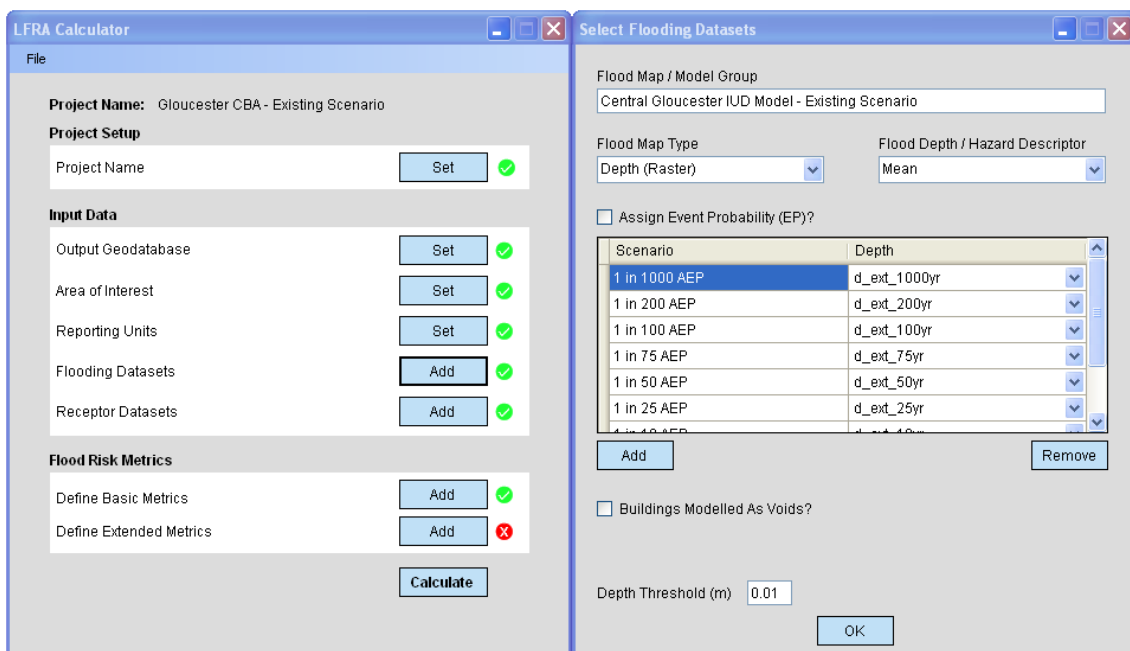 LFRA Calculator
File
Project Name: Gloucester CBA - Existing Scenario
Project Setup
Project Name Set
Input Data
Output Geodatabase Set
Area of Interest Set
Reporting Units Set
Flooding Datasets Add
Receptor Datasets Add
Flood Risk Metrics
Define Basic Metrics Add
Define Extended Metrics Add
Calculate
Select Flooding Datasets
Flood Map / Model Group
Central Gloucester IUD Model - Existing Scenario
Flood Map Type Flood Depth / Hazard Descriptor
Depth (Raster) Mean
Assign Event Probability (EP)?
Scenario Depth
1 in 1000 AEP d_ext_1000yr
1 in 200 AEP d_ext_200yr
1 in 100 AEP d_ext_100yr
1 in 75 AEP d_ext_75yr
1 in 50 AEP d_ext_50yr
1 in 25 AEP d_ext_25yr
Add Remove
Buildings Modelled As Voids?
Depth Threshold (m) 0.01
OK